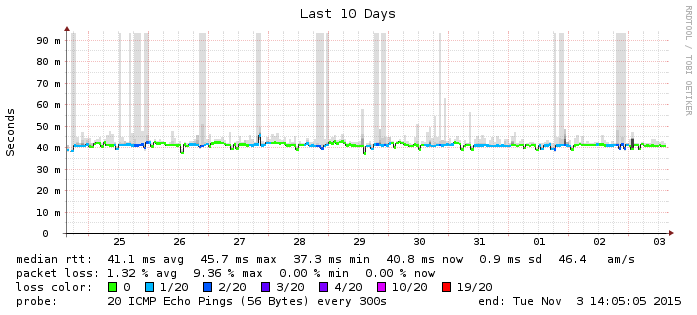 Last 10 Days
RRDTOOL / TOBI OETIKER
Seconds
90 m
80 m
70 m
60 m
50 m
40 m
30 m
20 m
10 m
0
25 26 27 28 29 30 31 01 02 03
median rtt: 41.1 ms avg 45.7 ms max 37.3 ms min 40.8 ms now 0.9 ms sd 46.4 am/s
packet loss: 1.32 % avg 9.36 % max 0.00 % min 0.00 % now
loss color: 0 1/20 2/20 3/20 4/20 10/20 19/20
probe: 20 ICMP Echo Pings (56 Bytes) every 300s end: Tue Nov 3 14:05:05 2015